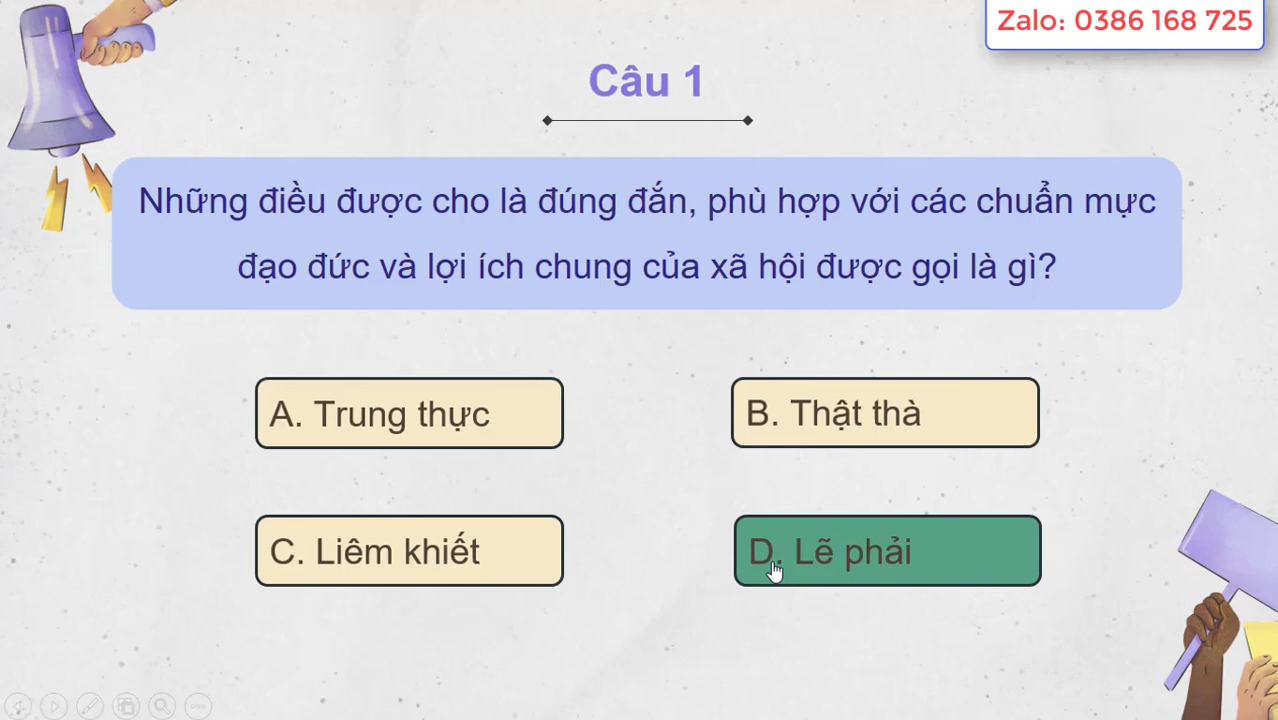 Zalo: 0386 168 725
Câu 1
Những điều được cho là đúng đắn, phù hợp với các chuẩn mực
đạo đức và lợi ích chung của xã hội được gọi là gì?
A. Trung thực
B. Thật thà
C. Liêm khiết
D. Lẽ phải